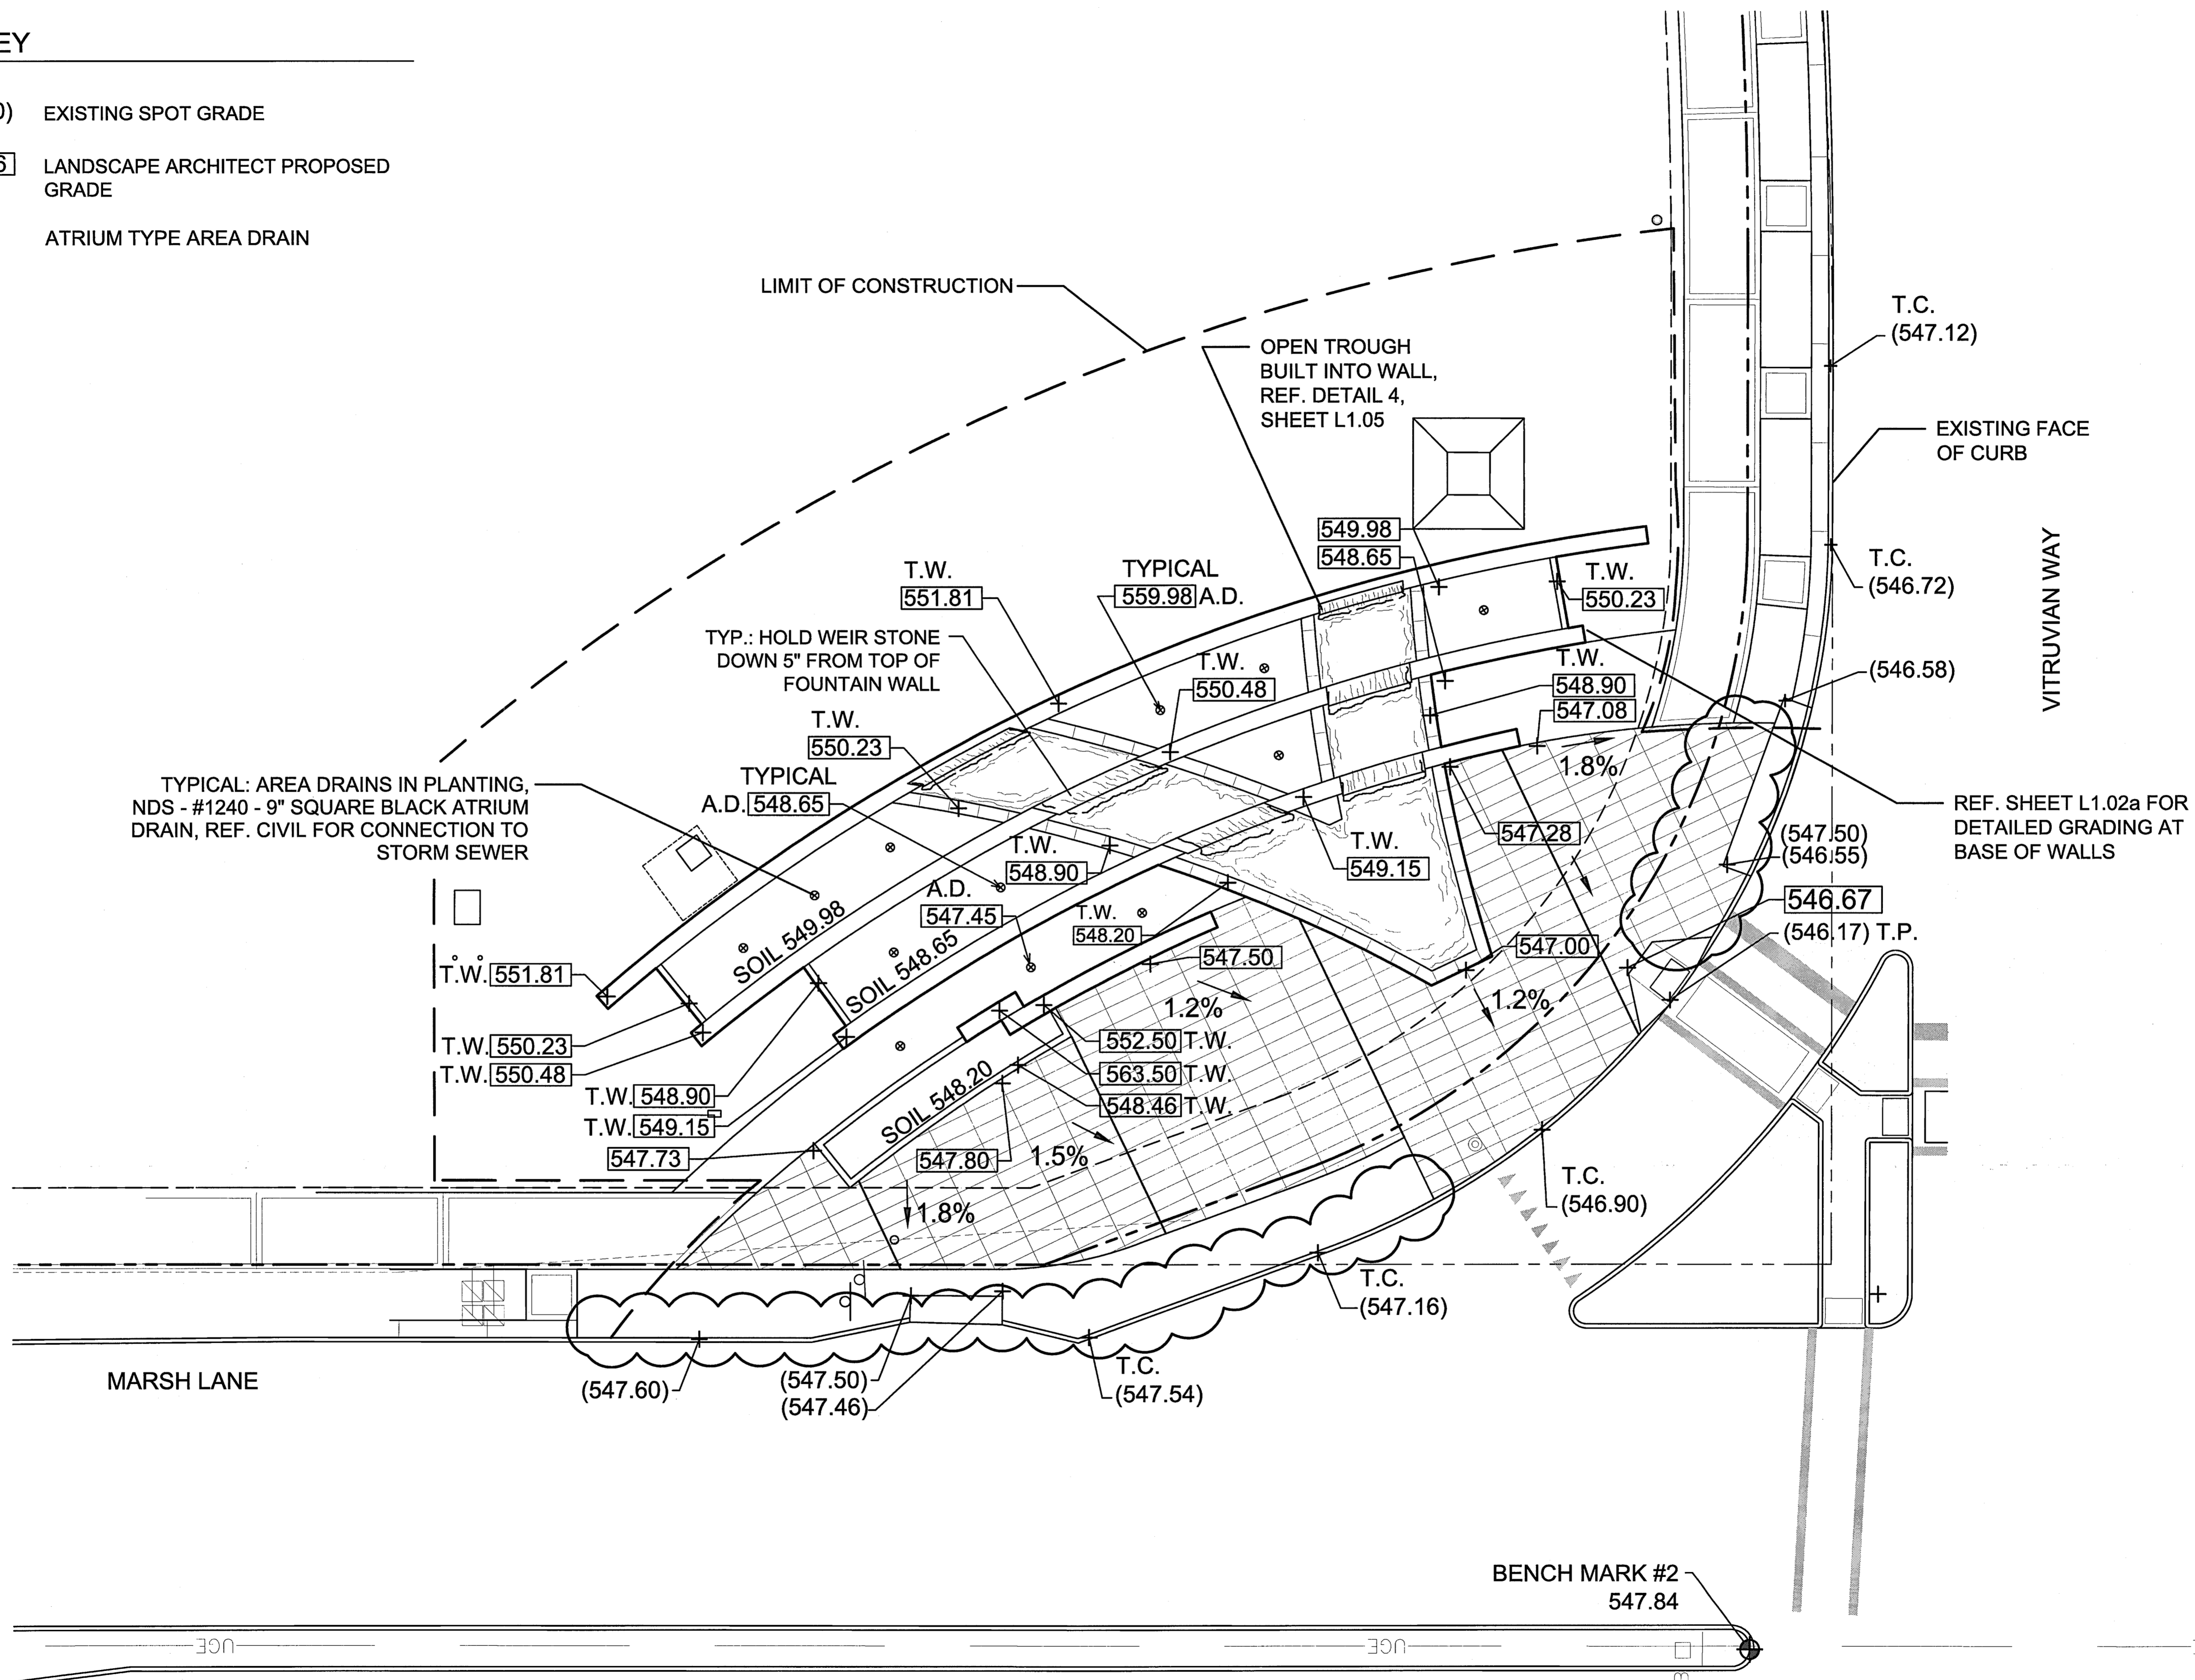 EY
0) EXISTING SPOT GRADE
6 LANDSCAPE ARCHITECT PROPOSED
GRADE
ATRIUM TYPE AREA DRAIN
LIMIT OF CONSTRUCTION
OPEN TROUGH
BUILT INTO WALL,
REF. DETAIL 4,
SHEET L1.05
T.C.
(547.12)
EXISTING FACE
OF CURB
VITRUVIAN WAY
T.C.
(546.72)
(546.58)
549.98
548.65
T.W.
550.23
T.W.
551.81
TYPICAL
559.98 A.D.
TYP.: HOLD WEIR STONE
DOWN 5" FROM TOP OF
FOUNTAIN WALL
T.W.
550.48
T.W.
548.90
547.08
1.8%
T.W.
550.23
TYPICAL
A.D. 548.65
TYPICAL: AREA DRAINS IN PLANTING,
NDS - #1240 - 9" SQUARE BLACK ATRIUM
DRAIN, REF. CIVIL FOR CONNECTION TO
STORM SEWER
REF. SHEET L1.02a FOR
DETAILED GRADING AT
BASE OF WALLS
547.28
T.W.
549.15
T.W.
548.90
A.D.
547.45
T.W.
548.20
(547.50)
(546.55)
546.67
(546.17) T.P.
547.00
547.50
1.2%
1.2%
SOIL 549.98
SOIL 548.65
T.W. 551.81
T.W. 550.23
T.W. 550.48
T.W. 548.90
T.W. 549.15
547.73
552.50 T.W.
563.50 T.W.
548.46 T.W.
SOIL 548.20
547.80
1.5%
1.8%
T.C.
(546.90)
T.C.
(547.16)
T.C.
(547.54)
(547.60)
(547.50)
(547.46)
MARSH LANE
BENCH MARK #2
547.84
UGE
UGE